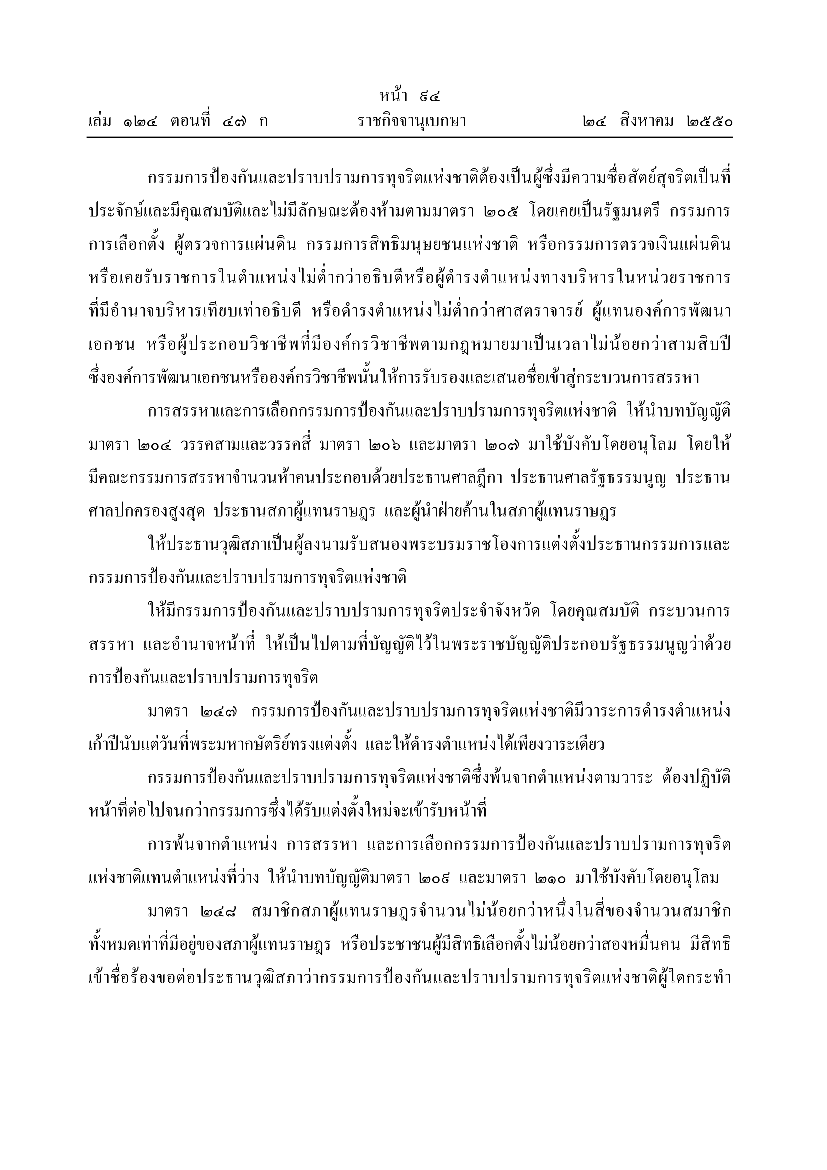 หน้า ๙๔
เล่ม ๑๒๔ ตอนที่ ๔๗ ก ราชกิจจานุเบกษา ๒๔ สิงหาคม ๒๕๕๐
กรรมการป้องกันและปราบปรามการทุจริตแห่งชาติต้องเป็นผู้ซึ่งมีความซื่อสัตย์สุจริตเป็นที่
ประจักษ์และมีคุณสมบัติและไม่มีลักษณะต้องห้ามตามมาตรา ๒๐๕ โดยเคยเป็นรัฐมนตรี กรรมการ
การเลือกตั้ง ผู้ตรวจการแผ่นดิน กรรมการสิทธิมนุษยชนแห่งชาติ หรือกรรมการตรวจเงินแผ่นดิน
หรือเคยรับราชการในตำแหน่งไม่ต่ำกว่าอธิบดีหรือผู้ดำรงตำแหน่งทางบริหารในหน่วยราชการ
ที่มีอำนาจบริหารเทียบเท่าอธิบดี หรือดำรงตำแหน่งไม่ต่ำกว่าศาสตราจารย์ ผู้แทนองค์การพัฒนา
เอกชน หรือผู้ประกอบวิชาชีพที่มีองค์กรวิชาชีพตามกฎหมายมาเป็นเวลาไม่น้อยกว่าสามสิบปี
ซึ่งองค์การพัฒนาเอกชนหรือองค์กรวิชาชีพนั้นให้การรับรองและเสนอชื่อเข้าสู่กระบวนการสรรหา
การสรรหาและการเลือกกรรมการป้องกันและปราบปรามการทุจริตแห่งชาติ ให้นำบทบัญญัติ
มาตรา ๒๐๔ วรรคสามและวรรคสี่ มาตรา ๒๐๖ และมาตรา ๒๐๗ มาใช้บังคับโดยอนุโลม โดยให้
มีคณะกรรมการสรรหาจำนวนห้าคนประกอบด้วยประธานศาลฎีกา ประธานศาลรัฐธรรมนูญ ประธาน
ศาลปกครองสูงสุด ประธานสภาผู้แทนราษฎร และผู้นำฝ่ายค้านในสภาผู้แทนราษฎร
ให้ประธานวุฒิสภาเป็นผู้ลงนามรับสนองพระบรมราชโองการแต่งตั้งประธานกรรมการและ
กรรมการป้องกันและปราบปรามการทุจริตแห่งชาติ
ให้มีกรรมการป้องกันและปราบปรามการทุจริตประจำจังหวัด โดยคุณสมบัติ กระบวนการ
สรรหา และอำนาจหน้าที่ ให้เป็นไปตามที่บัญญัติไว้ในพระราชบัญญัติประกอบรัฐธรรมนูญว่าด้วย
การป้องกันและปราบปรามการทุจริต
มาตรา ๒๔๗ กรรมการป้องกันและปราบปรามการทุจริตแห่งชาติมีวาระการดำรงตำแหน่ง
เก้าปีนับแต่วันที่พระมหากษัตริย์ทรงแต่งตั้ง และให้ดำรงตำแหน่งได้เพียงวาระเดียว
กรรมการป้องกันและปราบปรามการทุจริตแห่งชาติซึ่งพ้นจากตำแหน่งตามวาระ ต้องปฏิบัติ
หน้าที่ต่อไปจนกว่ากรรมการซึ่งได้รับแต่งตั้งใหม่จะเข้ารับหน้าที่
การพ้นจากตำแหน่ง การสรรหา และการเลือกกรรมการป้องกันและปราบปรามการทุจริต
แห่งชาติแทนตำแหน่งที่ว่าง ให้นำบทบัญญัติมาตรา ๒๐๙ และมาตรา ๒๑๐ มาใช้บังคับโดยอนุโลม
มาตรา ๒๔๘ สมาชิกสภาผู้แทนราษฎรจำนวนไม่น้อยกว่าหนึ่งในสี่ของจำนวนสมาชิก
ทั้งหมดเท่าที่มีอยู่ของสภาผู้แทนราษฎร หรือประชาชนผู้มีสิทธิเลือกตั้งไม่น้อยกว่าสองหมื่นคน มีสิทธิ
เข้าชื่อร้องขอต่อประธานวุฒิสภาว่ากรรมการป้องกันและปราบปรามการทุจริตแห่งชาติผู้ใดกระทำ